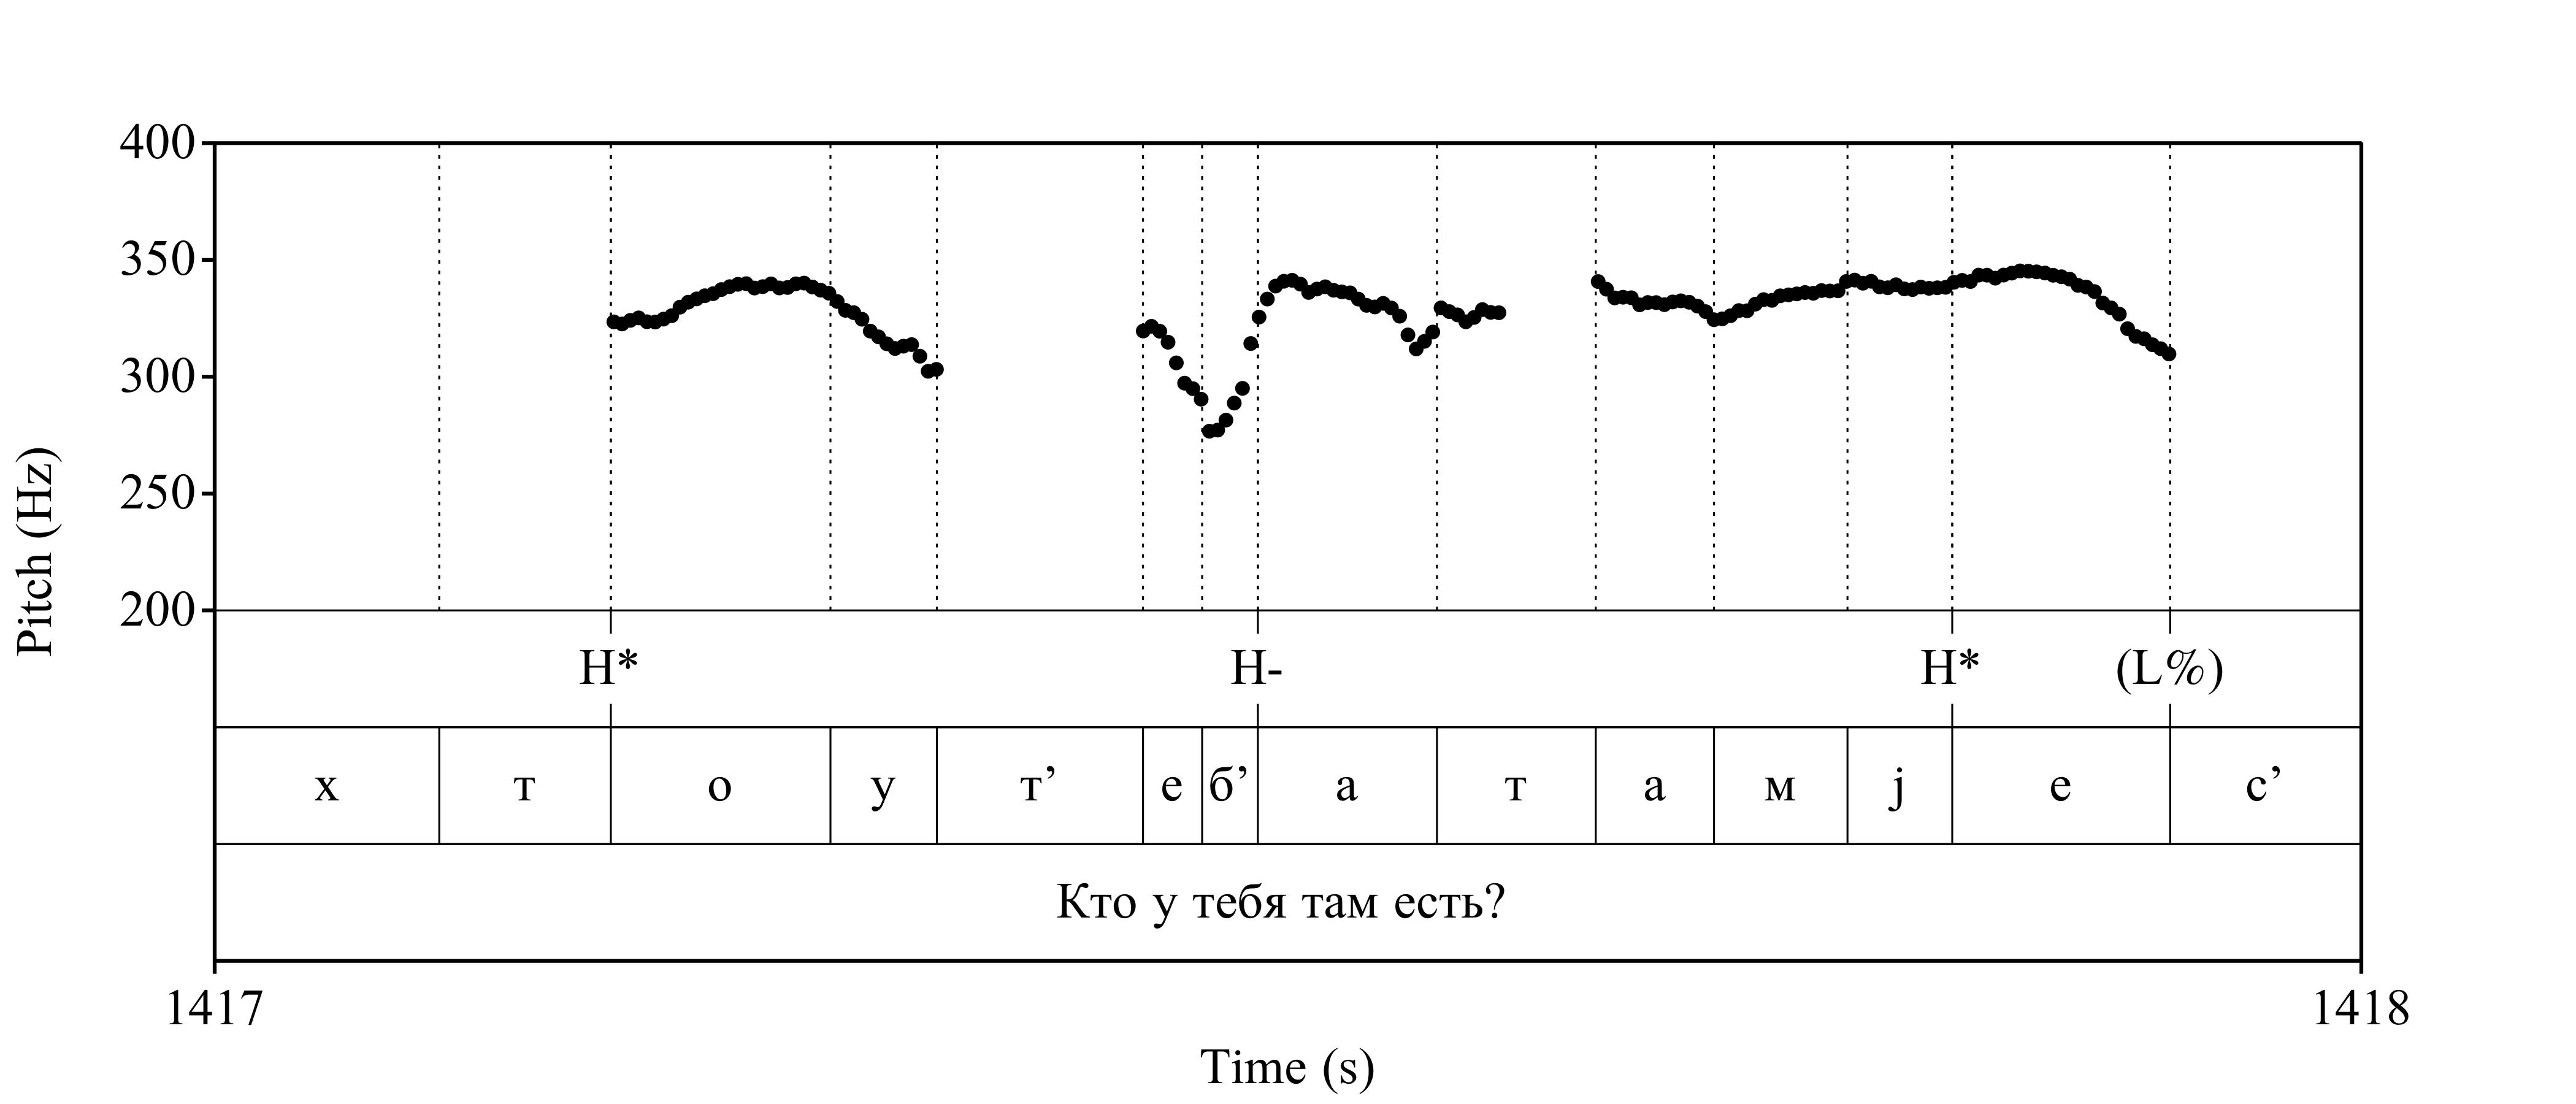 400
350
300
250
200
Pitch (Hz)
H* H- H* (L%)
х т о у т’ е б’ а т а м j е с’
Кто у тебя там есть?
1417 1418
Time (s)